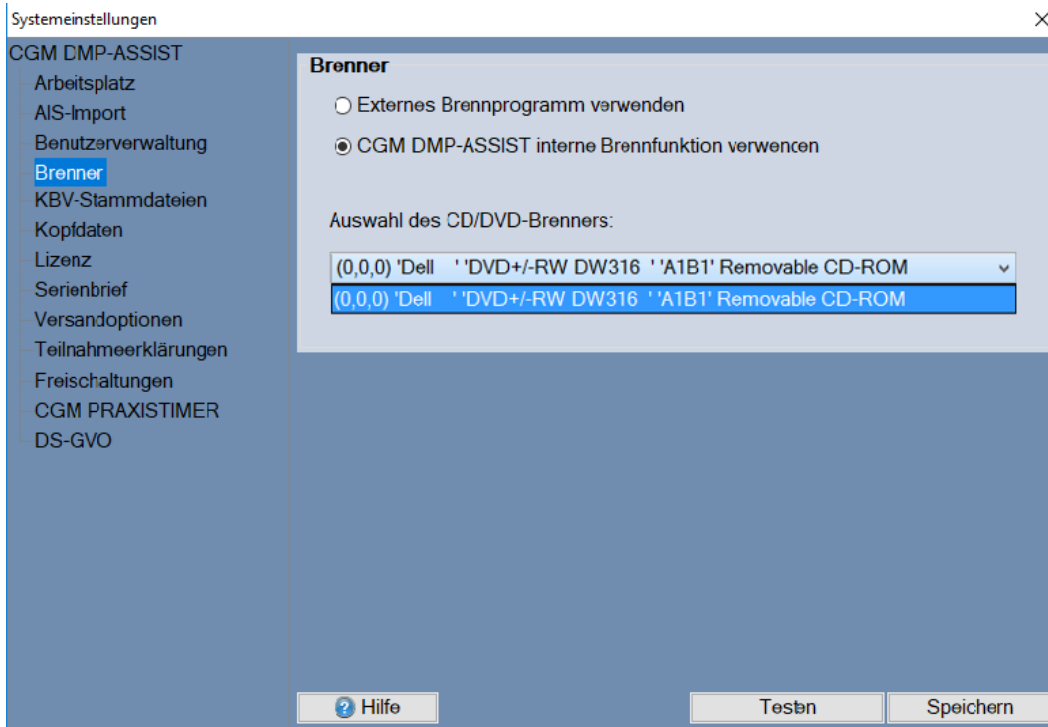 Systemeinstellungen
CGM DMP-ASSIST
Arbeitsplatz
AIS-Import
Benutzerverwaltung
Brenner
KBV-Stammdateien
Kopfdaten
Lizenz
Serienbrief
Versandoptionen
Teilnahmeerklärungen
Freischaltungen
CGM PRAXISTIMER
DS-GVO
Brenner
Externes Brennprogramm verwenden
CGM DMP-ASSIST interne Brennfunktion verwenden
Auswahl des CD/DVD-Brenners:
(0,0,0) 'Dell    ' 'DVD+/-RW DW316  ' 'A1B1' Removable CD-ROM
(0,0,0) 'Dell    ' 'DVD+/-RW DW316  ' 'A1B1' Removable CD-ROM
Hilfe
Testen
Speichern